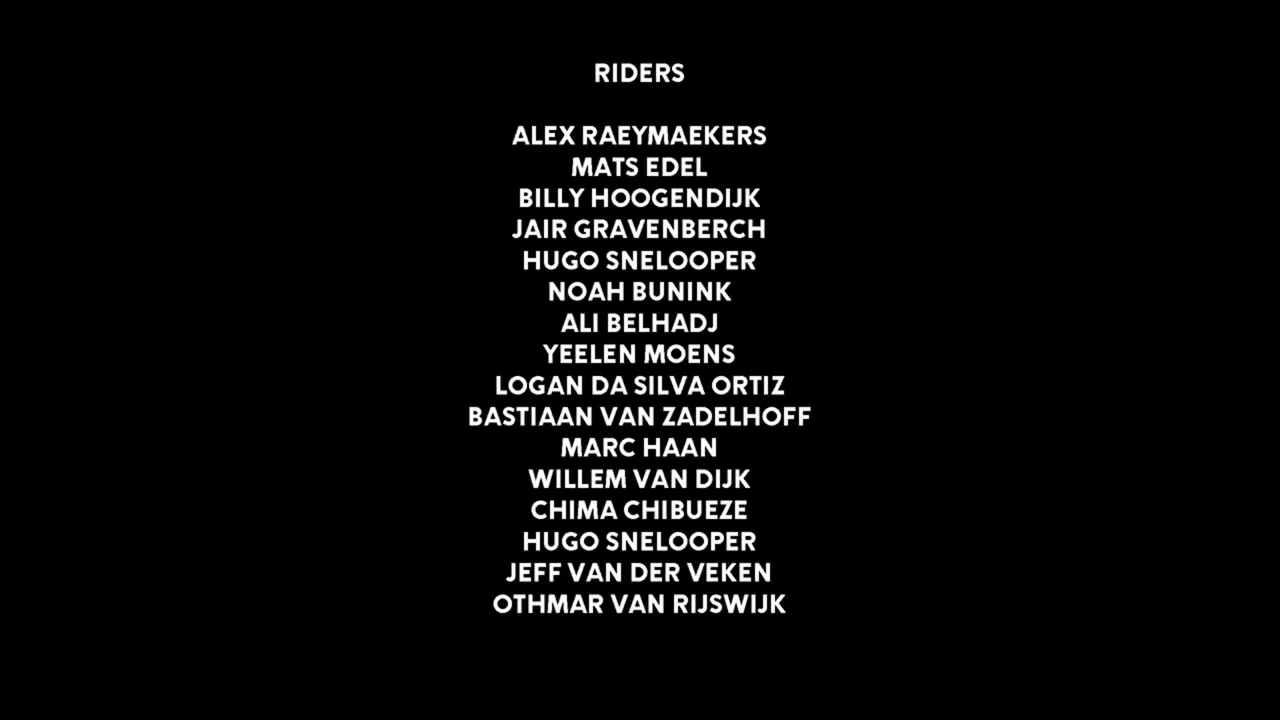 RIDERS
ALEX RAEYMAEKERS
MATS EDEL
BILLY HOOGENDIJK
JAIR GRAVENBERCH
HUGO SNELOOPER
NOAH BUNINK
ALI BELHADJ
YEELEN MOENS
LOGAN DA SILVA ORTIZ
BASTIAAN VAN ZADELHOFF
MARC HAAN
WILLEM VAN DIJK
CHIMA CHIBUEZE
HUGO SNELOOPER
JEFF VAN DER VEKEN
OTHMAR VAN RIJSWIJK